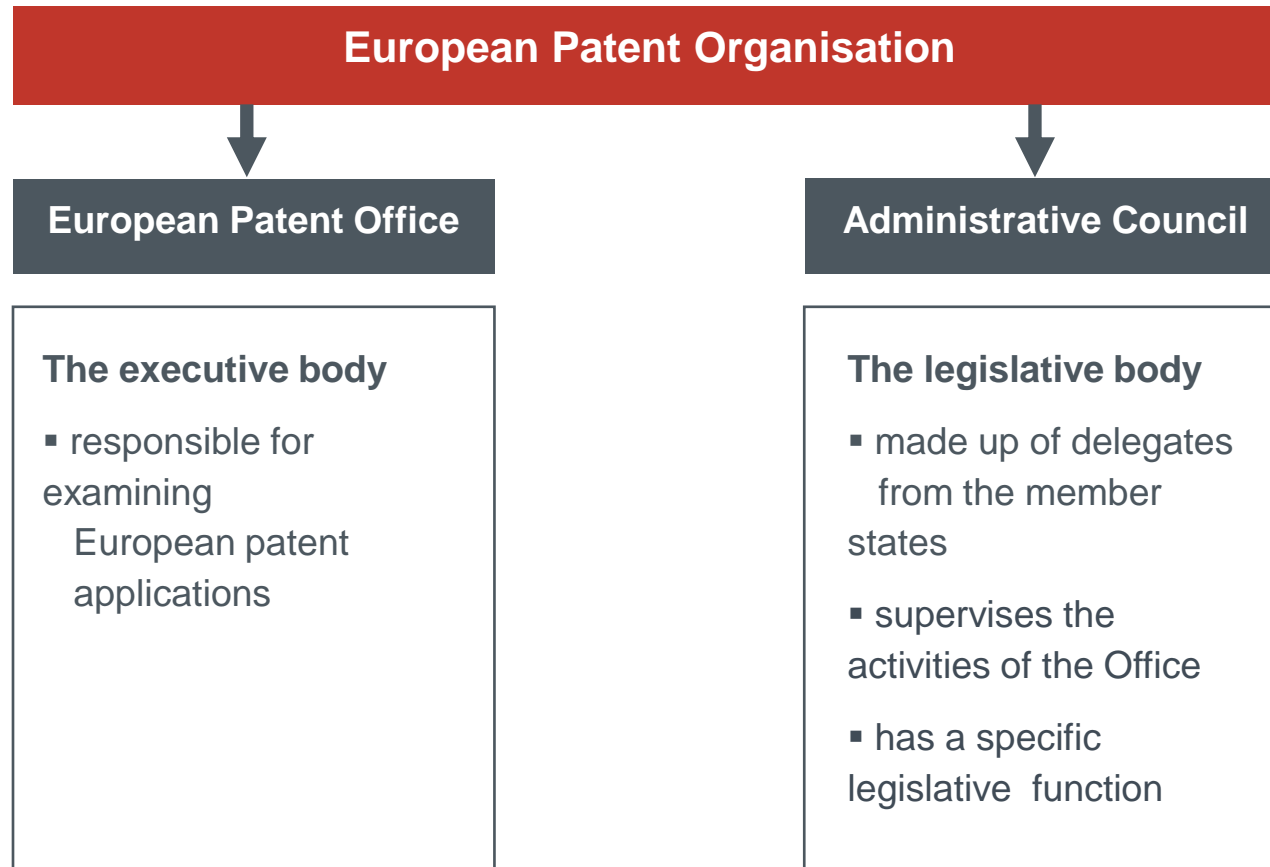 European Patent Organisation
European Patent Office
The executive body
▪ responsible for
examining
European patent
applications
Administrative Council
The legislative body
▪ made up of delegates
from the member
states
▪ supervises the
activities of the Office
▪ has a specific
legislative  function